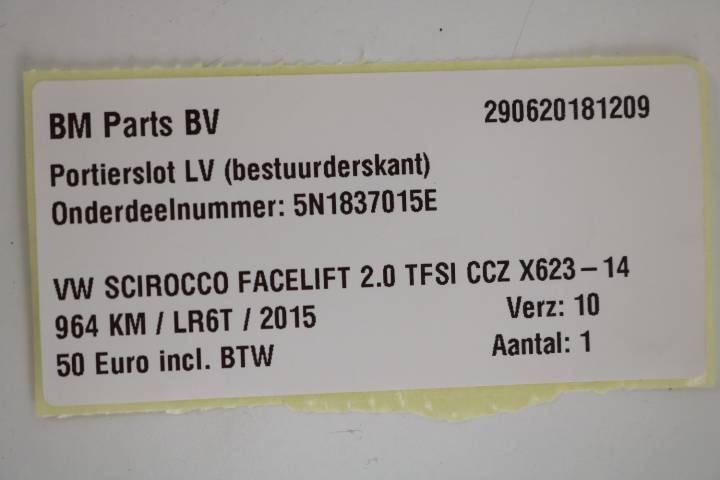 BM Parts BV 290620181209
Portierslot LV (bestuurderskant)
Onderdeelnummer: 5N1837015E
VW SCIROCCO FACELIFT 2.0 TFSI CCZ X623-14
964 KM / LR6T / 2015 Verz: 10
50 Euro incl. BTW Aantal: 1